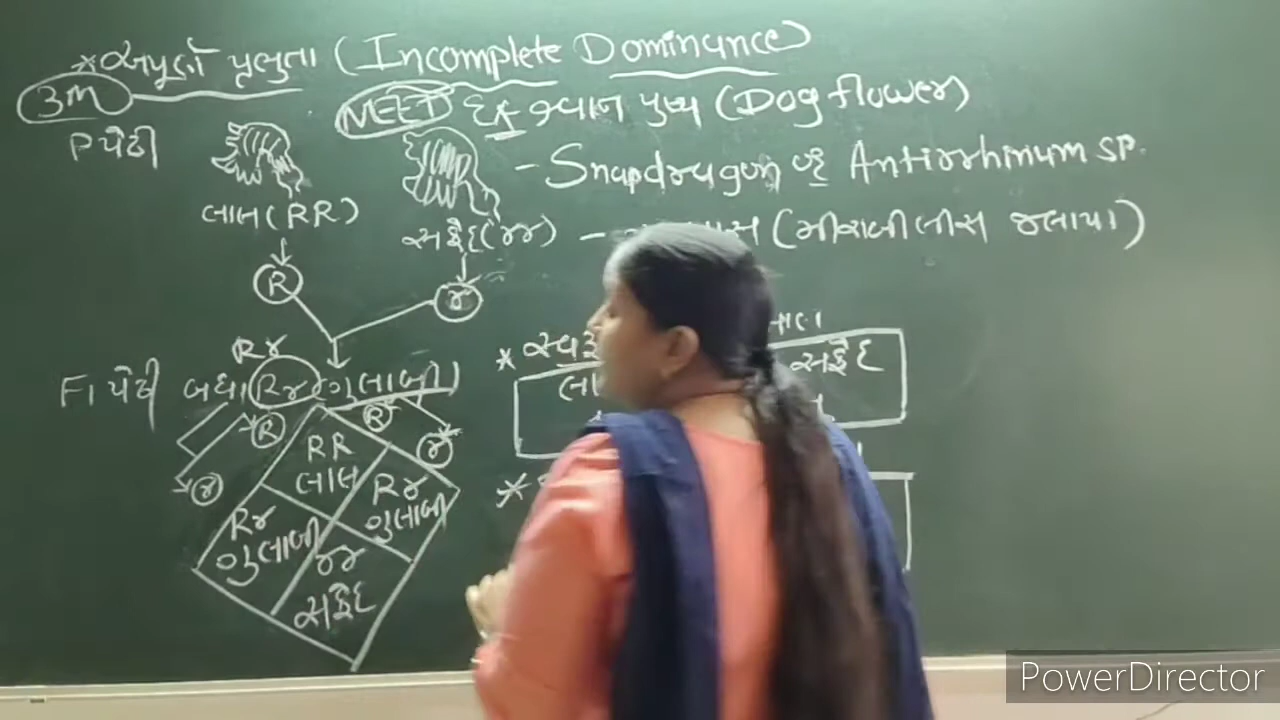 * અપૂર્ણ પ્રભુતા (Incomplete Dominance)
3M
NEET દા.ત શ્વાન પુષ્પ (Dog flower)
P પેઢી
- Snapdragon Antirrhinum sp.
લાલ (RR)
સફેદ (rr)
- (મીરાબીલીસ જલાપા)
R
r
Rr
F1 પેઢી બધા Rr ગુલાબી
*
સફેદ
R
R
r
r
RR
લાલ
Rr
ગુલાબી
Rr
ગુલાબી
rr
સફેદ
*
PowerDirector